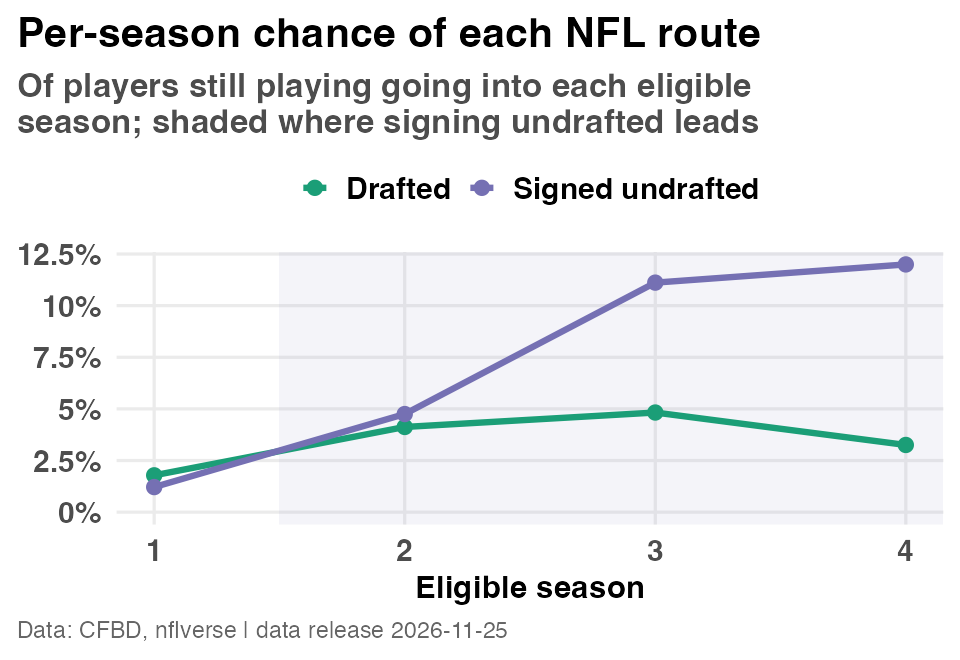 Per-season chance of each NFL route
Of players still playing going into each eligible
season; shaded where signing undrafted leads
Drafted Signed undrafted
12.5%
10%
7.5%
5%
2.5%
0%
1 2 3 4
Eligible season
Data: CFBD, nflverse | data release 2026-11-25